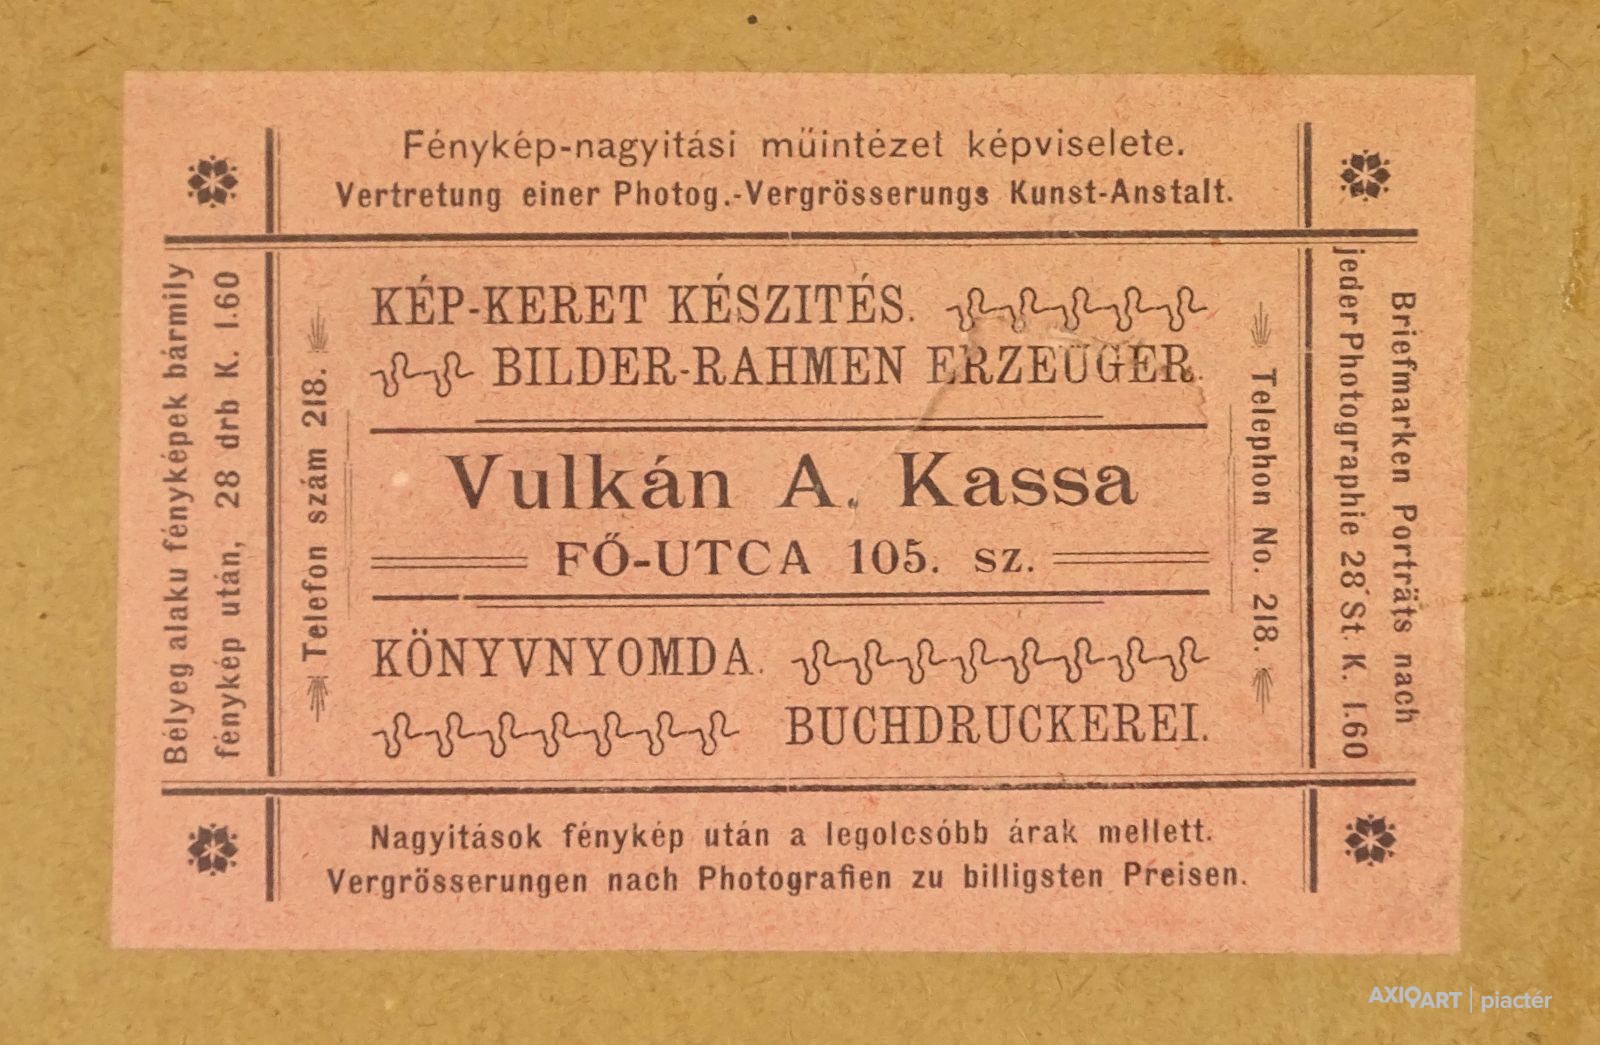 Fénykép-nagyitási műintézet képviselete.
Vertretung einer Photog.-Vergrösserungs Kunst-Anstalt.
Bélyeg alaku fényképek bármily
fénykép után, 28 drb K. 1.60
Telefon szám 218.
KÉP-KERET KÉSZITÉS.
BILDER-RAHMEN ERZEUGER.
Vulkán A. Kassa
FŐ-UTCA 105. sz.
KÖNYVNYOMDA.
BUCHDRUCKEREI.
Telephon No. 218.
Briefmarken Porträts nach
jeder Photographie 28 St. K. 1.60
Nagyitások fénykép után a legolcsóbb árak mellett.
Vergrösserungen nach Photografien zu billigsten Preisen.
AXIOART | piactér